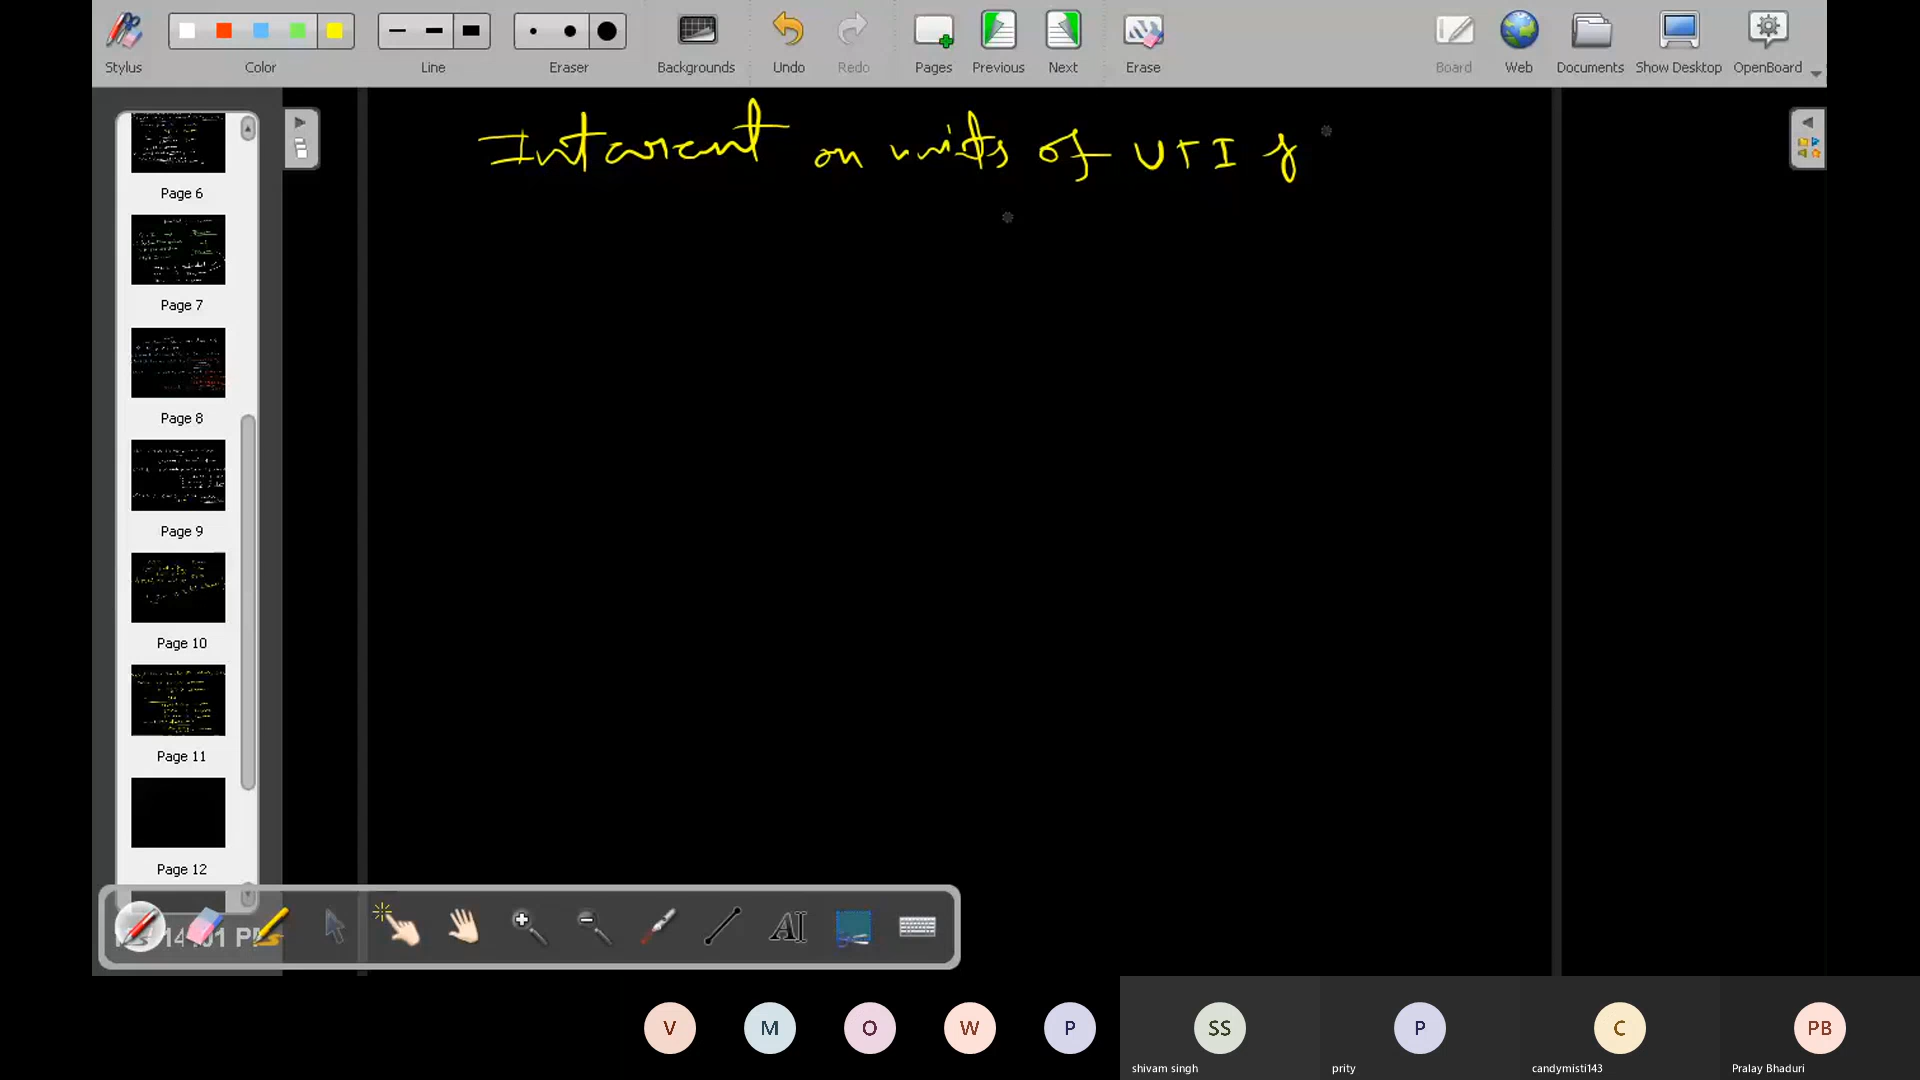 Stylus
Color
Line
Eraser
Backgrounds
Undo
Redo
Pages
Previous
Next
Erase
Board
Web
Documents
Show Desktop
OpenBoard
Interest on units of UTI &
Page 6
Page 7
Page 8
Page 9
Page 10
Page 11
Page 12
V
M
O
W
P
SS
P
C
PB
shivam singh
prity
candymisti143
Pralay Bhaduri